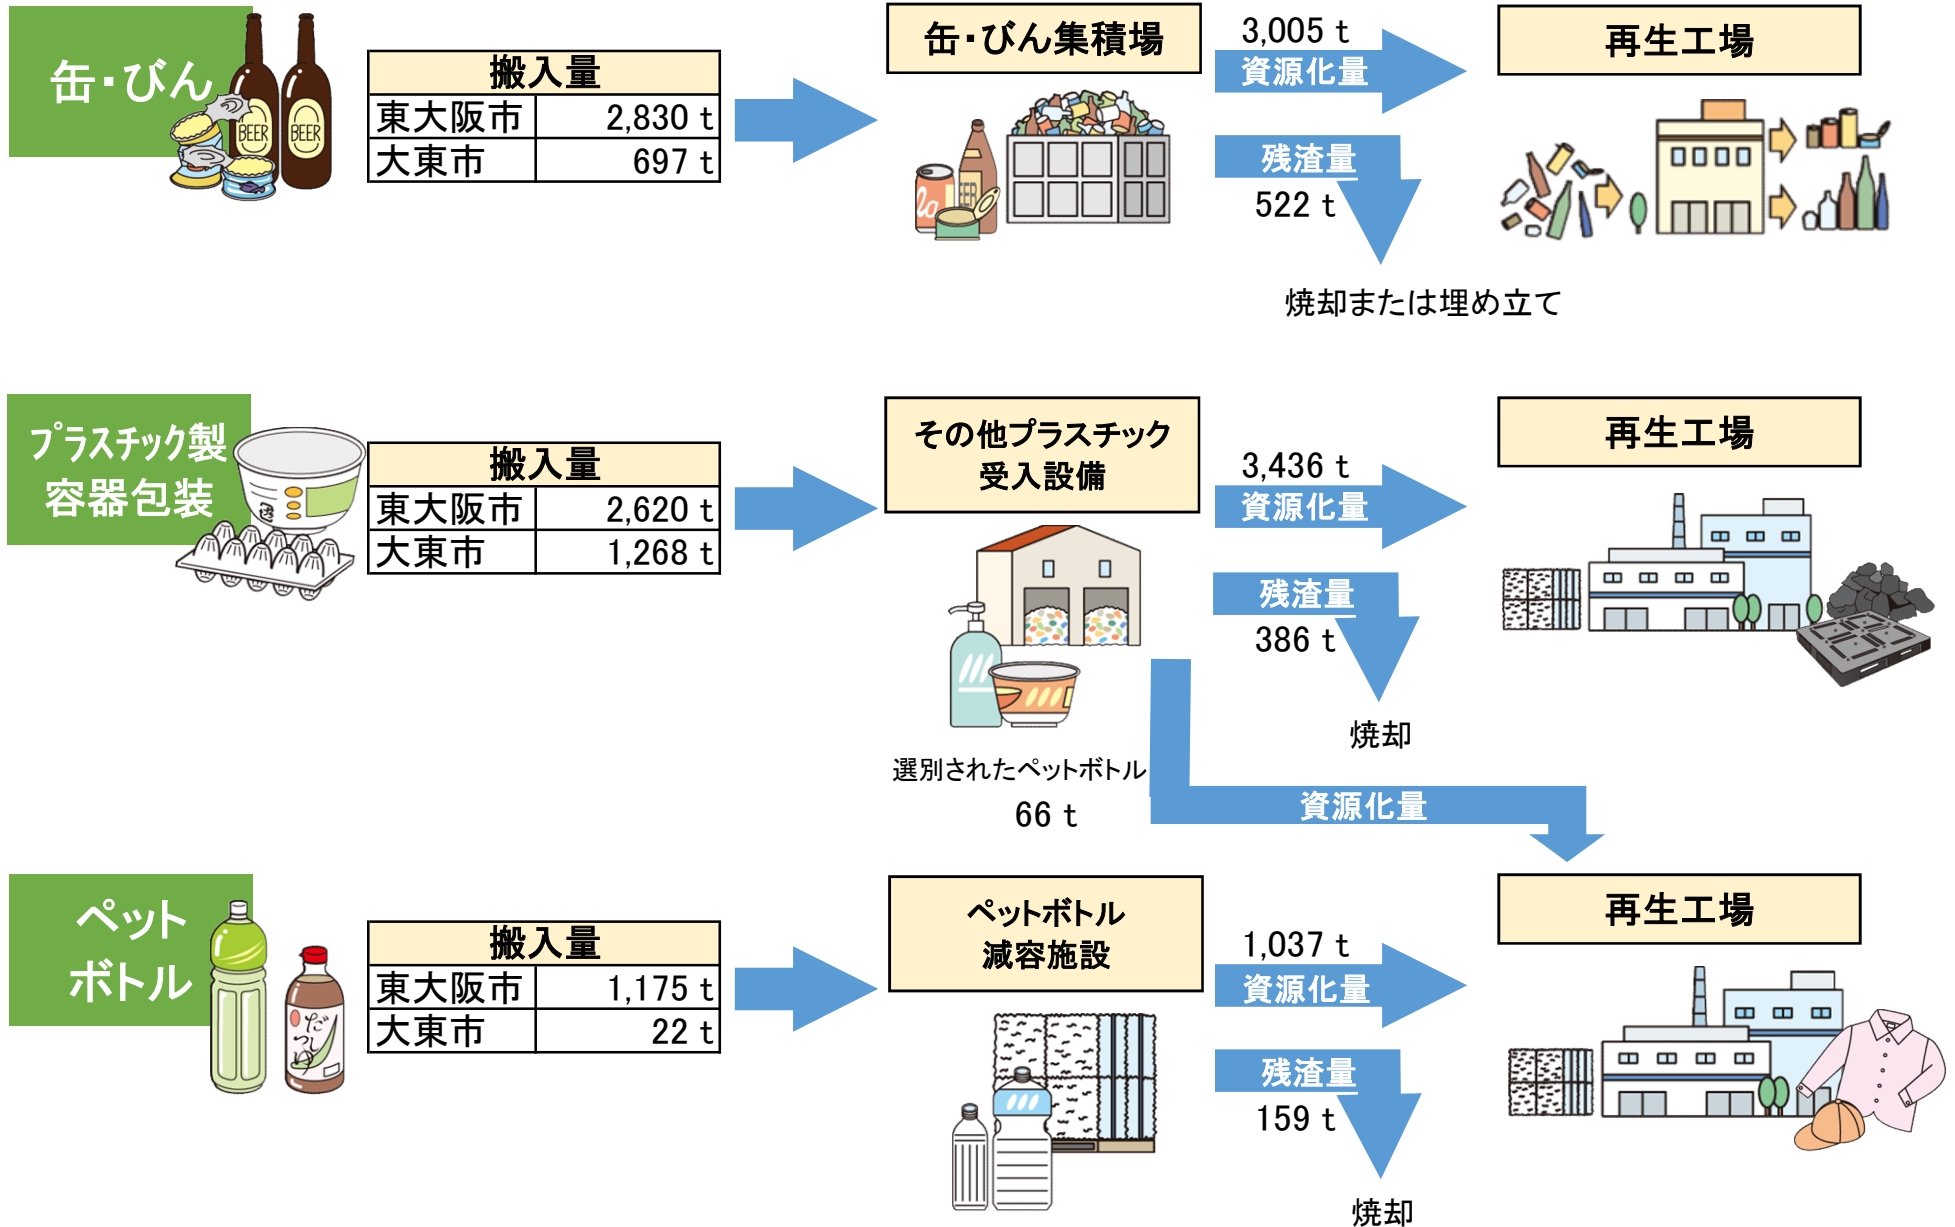 缶・びん
BEER
BEER
搬入量
東大阪市 2,830 t
大東市 697 t
缶・びん集積場
BEER
3,005 t
資源化量
残渣量
522 t
焼却または埋め立て
再生工場
プラスチック製
容器包装
搬入量
東大阪市 2,620 t
大東市 1,268 t
その他プラスチック
受入設備
3,436 t
資源化量
残渣量
386 t
焼却
再生工場
選別されたペットボトル
66 t
資源化量
ペット
ボトル
だし
つゆ
搬入量
東大阪市 1,175 t
大東市 22 t
ペットボトル
減容施設
1,037 t
資源化量
残渣量
159 t
焼却
再生工場